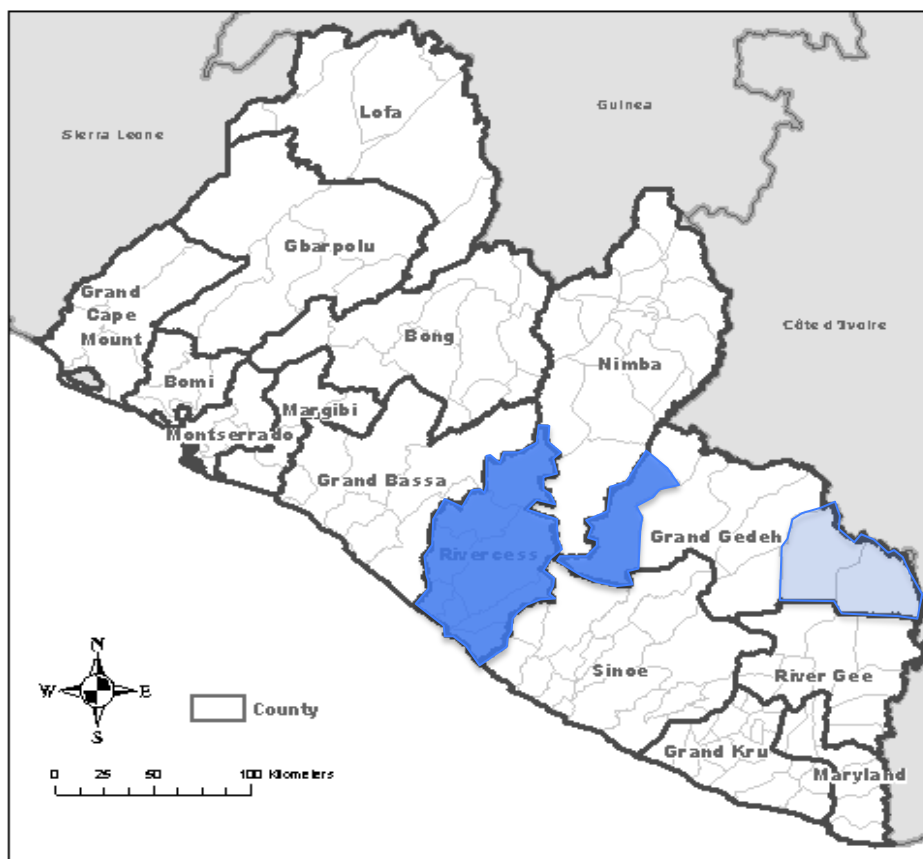 Lofa
Guinea
Sierra Leone
Gbarpolu
Grand
Cape
Mount
Côte d'Ivoire
Bong
Nimba
Bomi
Margibi
Montserrado
Grand Bassa
Grand Gedeh
Rivercess
N
W E
S
Sinoe
River Gee
County
Grand Kru
Maryland
0 25 50 100 Kilometers